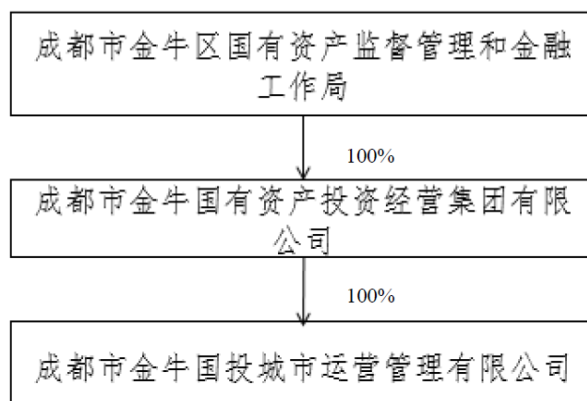 成都市金牛区国有资产监督管理和金融
工作局
100%
成都市金牛国有资产投资经营集团有限
公司
100%
成都市金牛国投城市运营管理有限公司